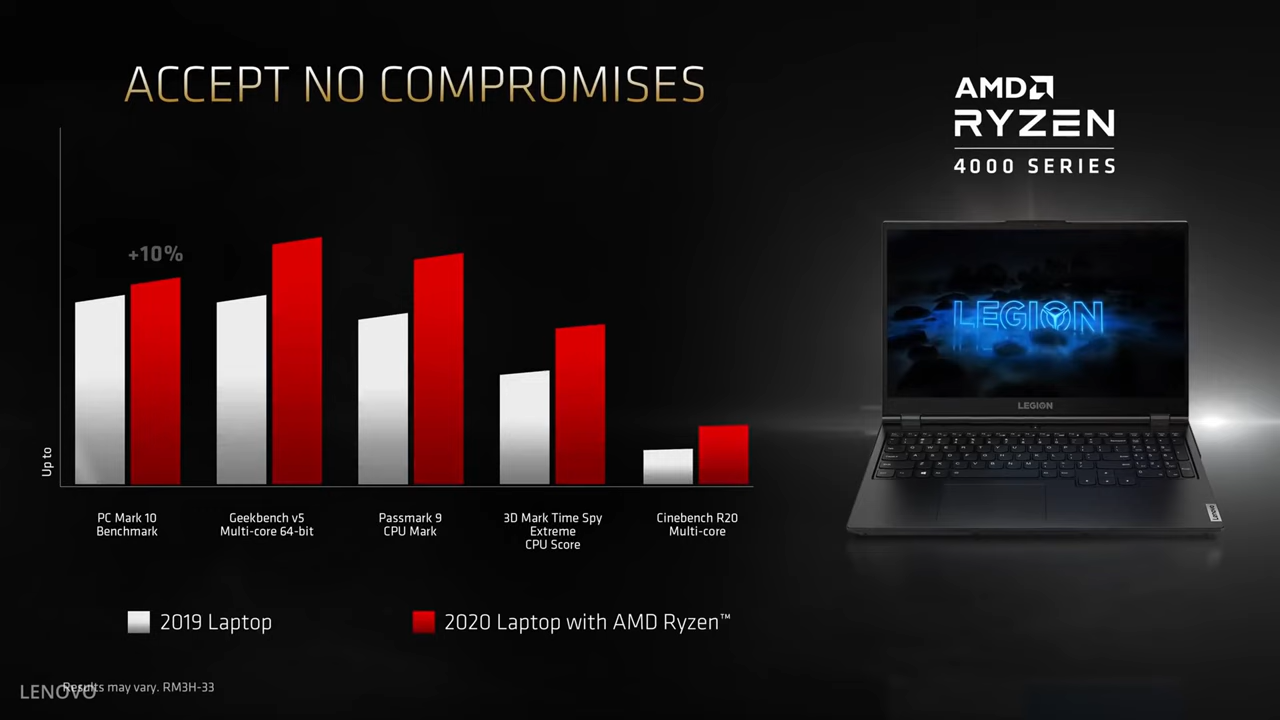 ACCEPT NO COMPROMISES
AMD
RYZEN
4000 SERIES
+10%
Up to
LEGION
LEGION
Lenovo
PC Mark 10
Benchmark
Geekbench v5
Multi-core 64-bit
Passmark 9
CPU Mark
3D Mark Time Spy
Extreme
CPU Score
Cinebench R20
Multi-core
2019 Laptop
2020 Laptop with AMD Ryzen™
Results may vary. RM3H-33
LENOVO